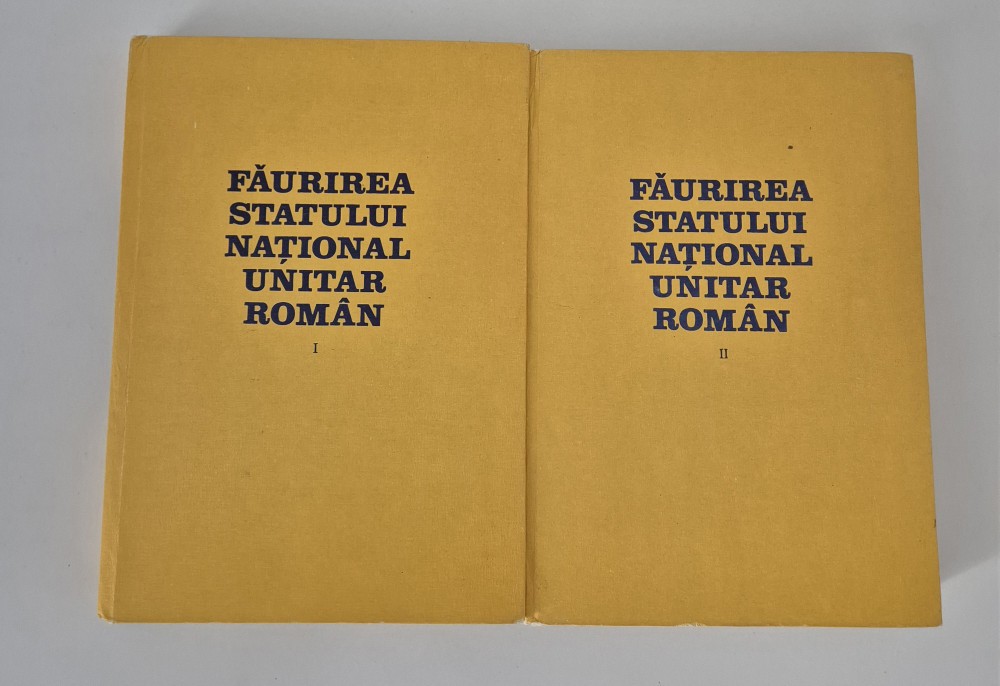 FĂURIREA
STATULUI
NAȚIONAL
UNITAR
ROMÂN
I
FĂURIREA
STATULUI
NAȚIONAL
UNITAR
ROMÂN
II